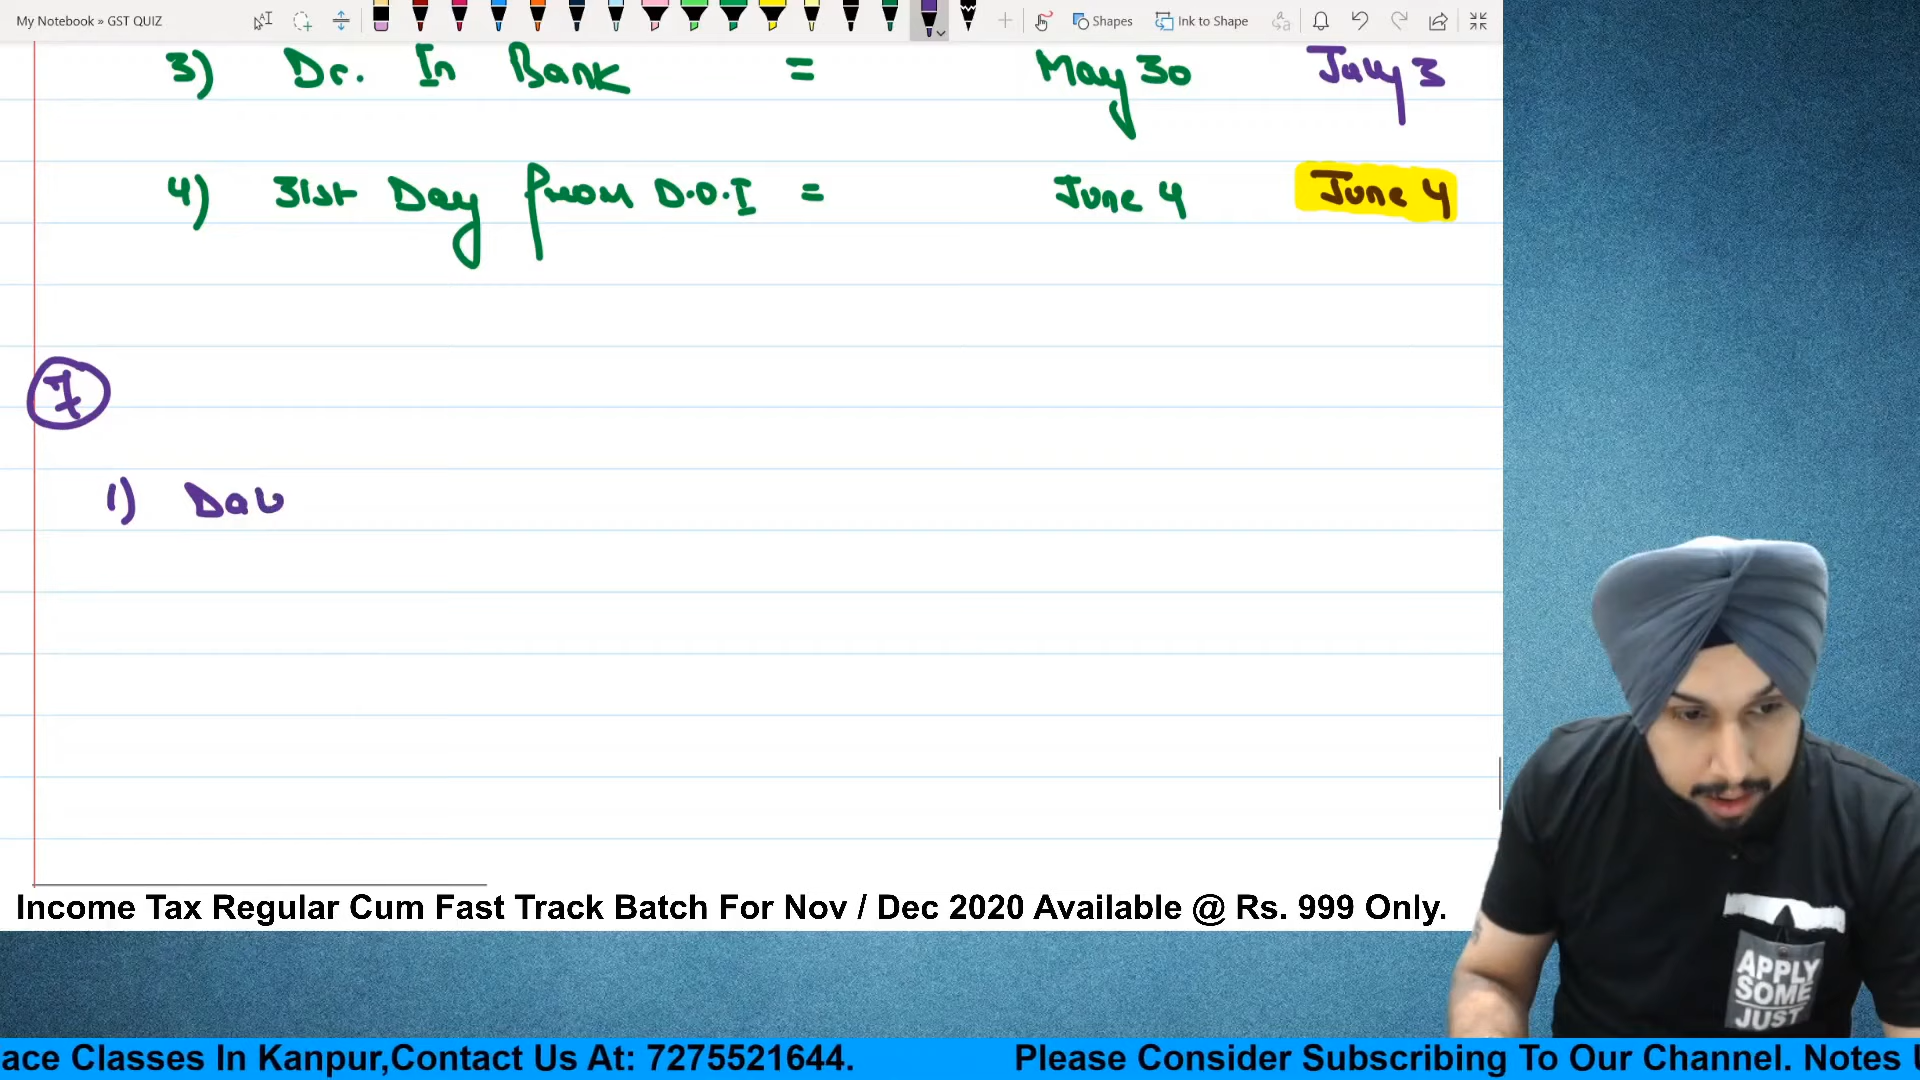 My Notebook » GST QUIZ
Shapes
Ink to Shape
3) Dr. In Bank = May 30 July 3
4) 31st Day from D.O.I = June 4 June 4
7
1)
Income Tax Regular Cum Fast Track Batch For Nov / Dec 2020 Available @ Rs. 999 Only.
APPLY
SOME
JUST
ace Classes In Kanpur,Contact Us At: 7275521644. Please Consider Subscribing To Our Channel. Notes